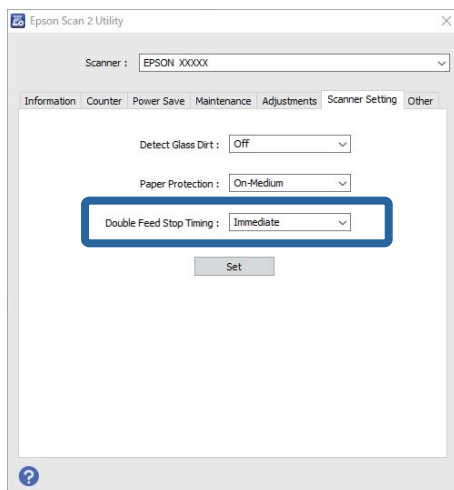 Epson Scan 2 Utility
Scanner : EPSON XXXXX
Information Counter Power Save Maintenance Adjustments Scanner Setting Other
Detect Glass Dirt : Off
Paper Protection : On-Medium
Double Feed Stop Timing : Immediate
Set
?